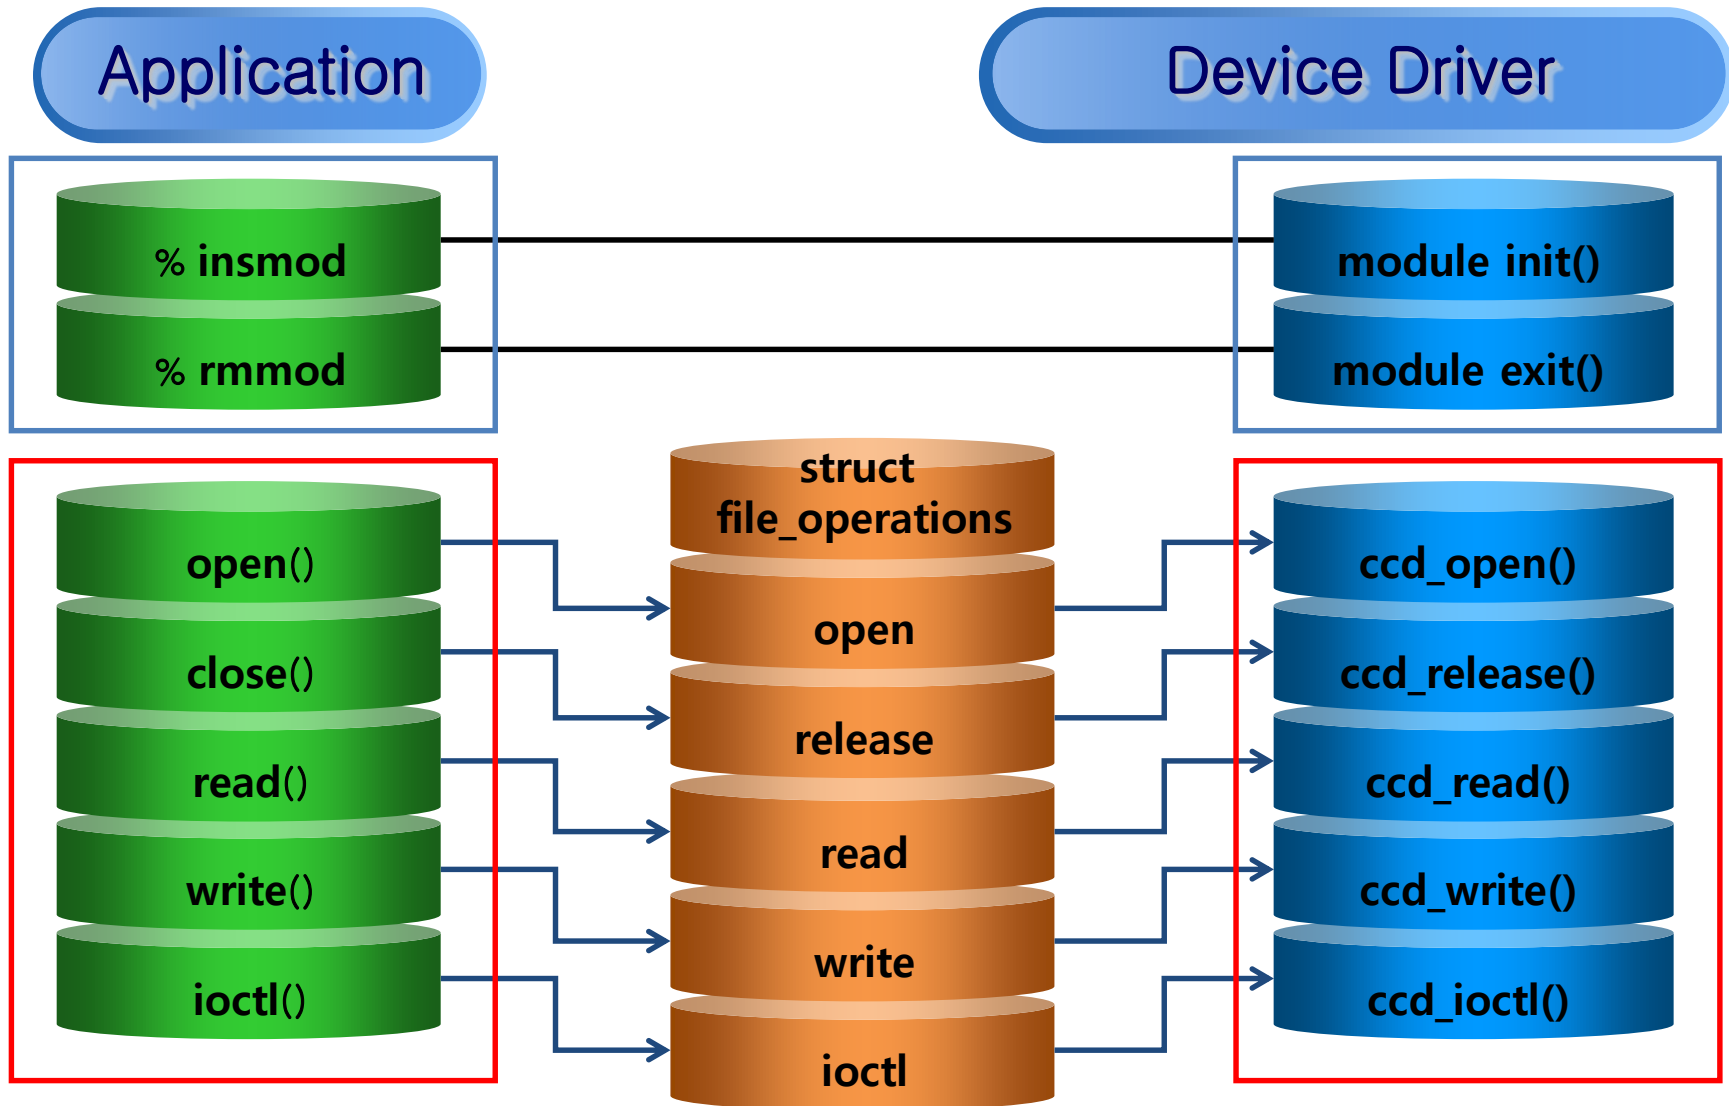 Application
Device Driver
% insmod
module init()
% rmmod
module exit()
struct
file_operations
open()
open
ccd_open()
close()
release
ccd_release()
read()
read
ccd_read()
write()
write
ccd_write()
ioctl()
ioctl
ccd_ioctl()